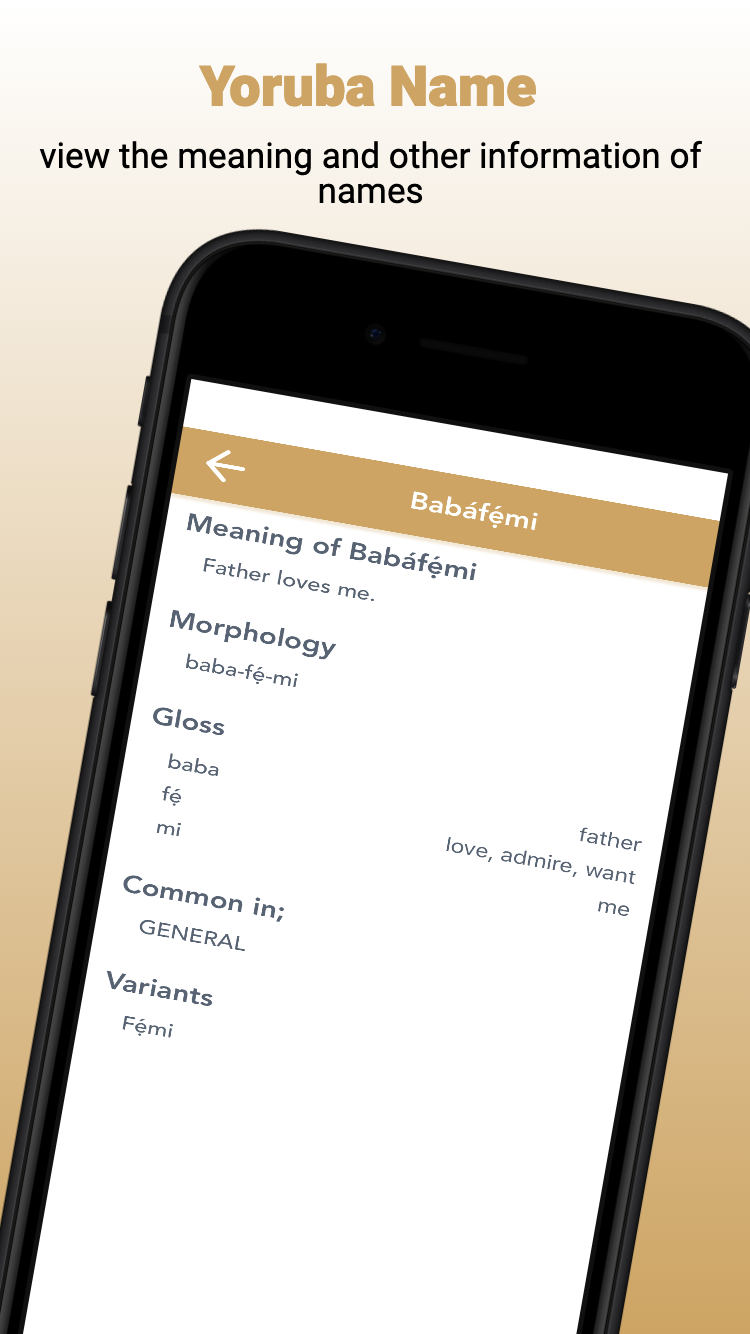 Yoruba Name
view the meaning and other information of
names
Babáfẹ́mi
Meaning of Babáfẹ́mi
Father loves me.
Morphology
baba-fẹ́-mi
Gloss
baba father
fẹ́ love, admire, want
mi me
Common in;
GENERAL
Variants
Fẹ́mi